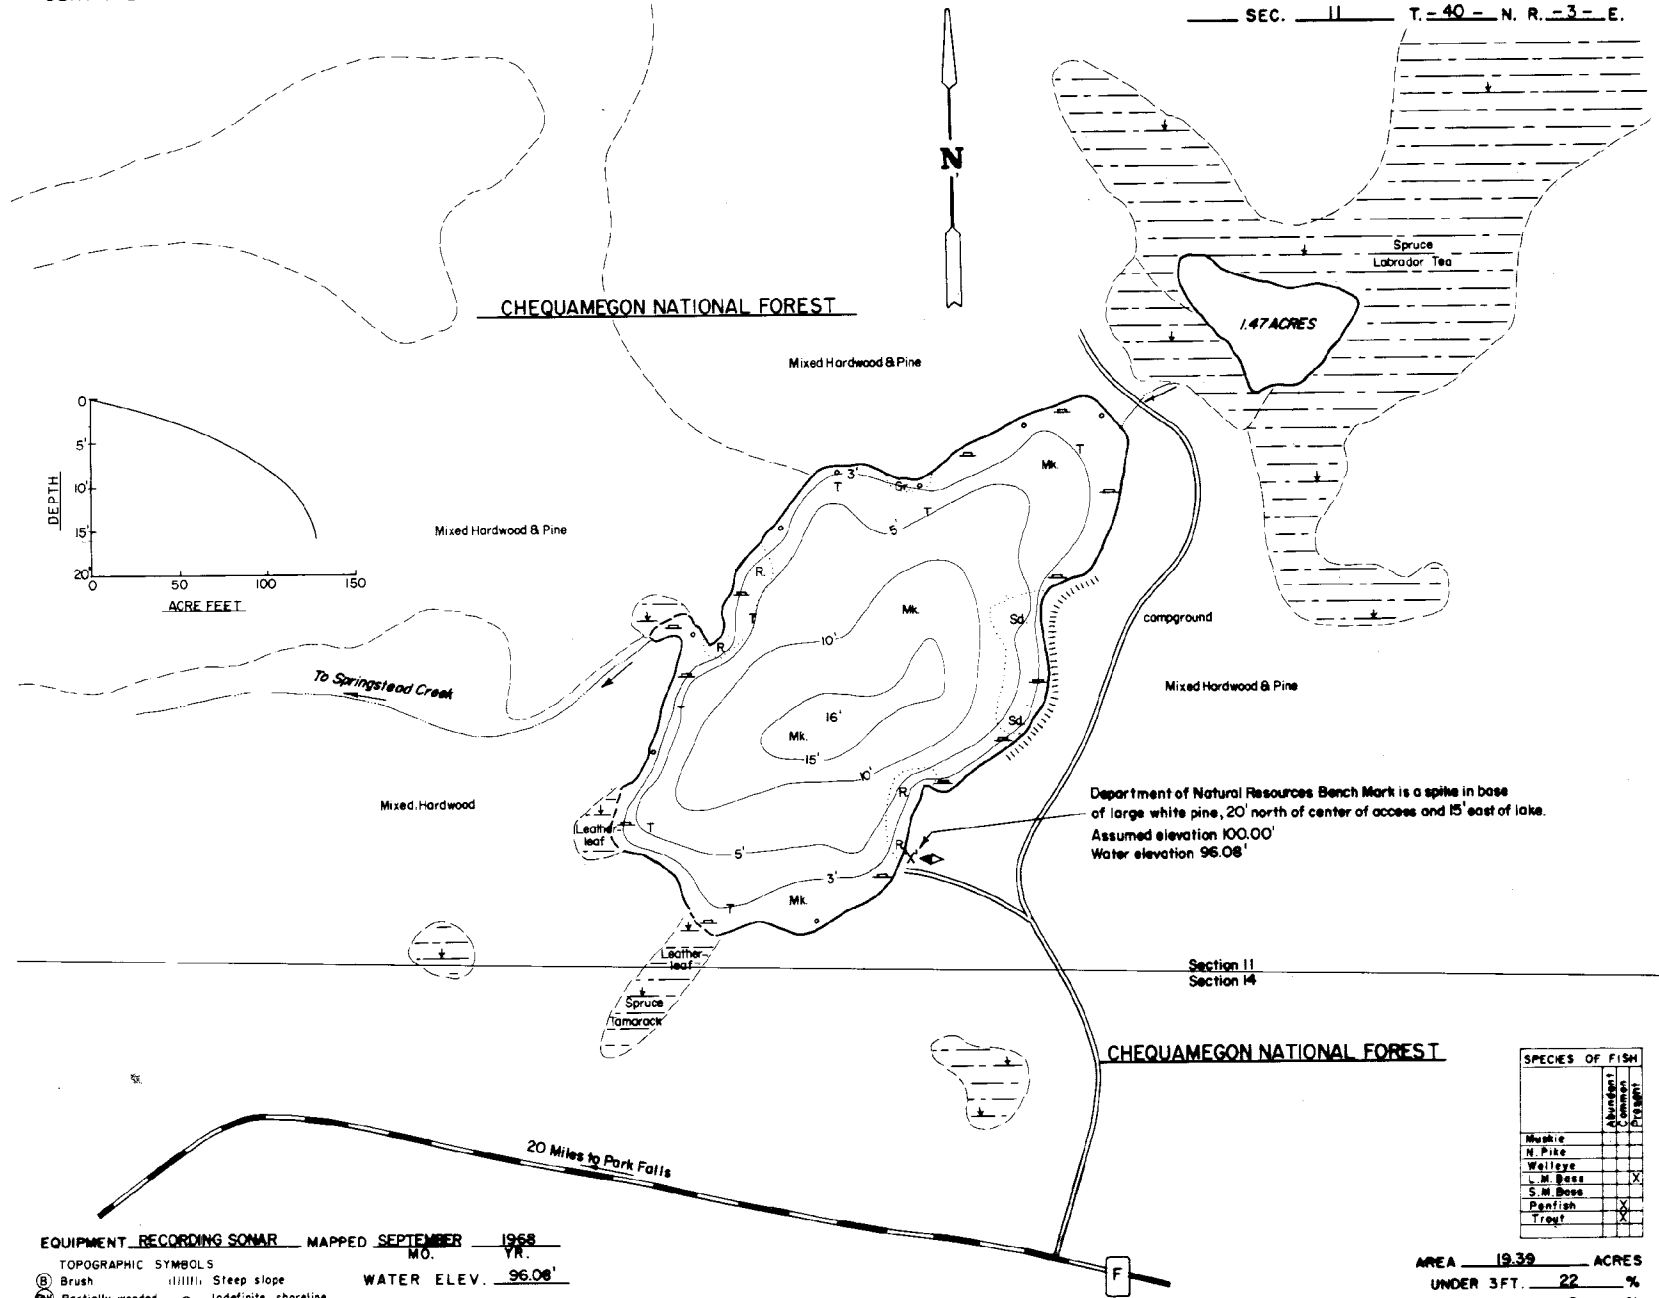 SEC. 11 T. - 40 - N. R. - 3 - E.
N
Spruce
Labrador Tea
1.47 ACRES
CHEQUAMEGON NATIONAL FOREST
Mixed Hardwood & Pine
0
5'
10'
15'
20'
DEPTH
0 50 100 150
ACRE FEET
Mixed Hardwood & Pine
3'
T
Sr.
T
5'
Mk.
T
R.
T
R.
10'
Mk.
Sd.
campground
Mixed Hardwood & Pine
To Springstead Creek
16'
Mk.
15'
10'
Sd.
R.
Mixed Hardwood
Leather-
leaf
T
5'
R.
3'
Mk.
T
Department of Natural Resources Bench Mark is a spike in base
of large white pine, 20' north of center of access and 15' east of lake.
Assumed elevation 100.00'
Water elevation 96.08'
Leather-
leaf
Spruce
Tamarack
Section 11
Section 14
CHEQUAMEGON NATIONAL FOREST
20 Miles to Park Falls
F
SPECIES OF FISH
Abundant
Common
Present
Muskie
N. Pike
Walleye
L.M. Bass X
S.M. Bass
Panfish X
Trout X
EQUIPMENT RECORDING SONAR MAPPED SEPTEMBER 1968
MO. YR.
TOPOGRAPHIC SYMBOLS
B Brush Steep slope
WATER ELEV. 96.08'
Partially wooded Indefinite shoreline
AREA 19.39 ACRES
UNDER 3 FT. 22 %